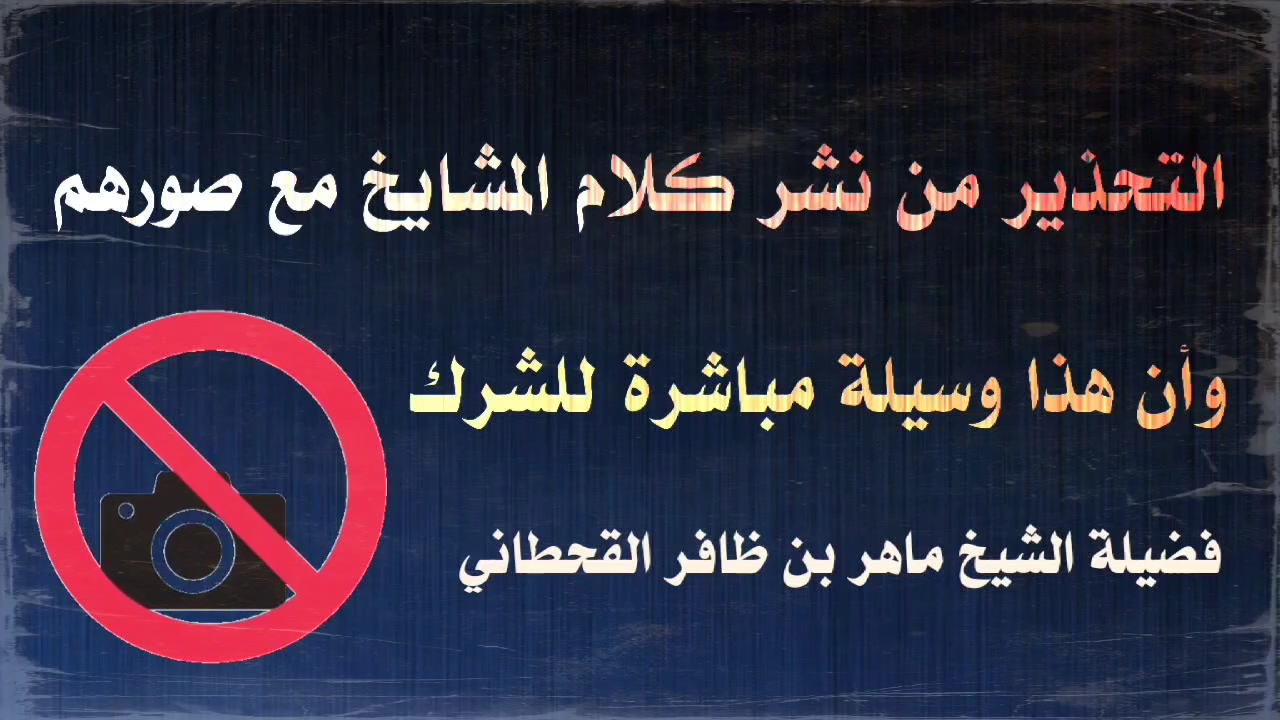 التحذير من نشر كلام المشايخ مع صورهم
وأن هذا وسيلة مباشرة للشرك
فضيلة الشيخ ماهر بن ظافر القحطاني